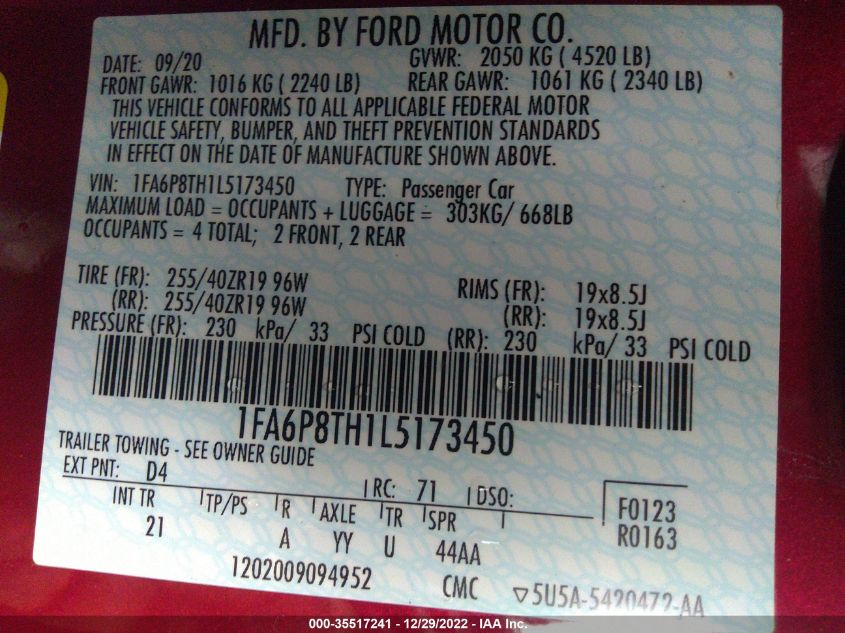 MFD. BY FORD MOTOR CO.
DATE: 09/20 GVWR: 2050 KG ( 4520 LB)
FRONT GAWR: 1016 KG ( 2240 LB) REAR GAWR: 1061 KG ( 2340 LB)
THIS VEHICLE CONFORMS TO ALL APPLICABLE FEDERAL MOTOR
VEHICLE SAFETY, BUMPER, AND THEFT PREVENTION STANDARDS
IN EFFECT ON THE DATE OF MANUFACTURE SHOWN ABOVE.
VIN: 1FA6P8TH1L5173450 TYPE: Passenger Car
MAXIMUM LOAD = OCCUPANTS + LUGGAGE = 303KG/ 668LB
OCCUPANTS = 4 TOTAL; 2 FRONT, 2 REAR
TIRE (FR): 255/40ZR19 96W RIMS (FR): 19x8.5J
(RR): 255/40ZR19 96W (RR): 19x8.5J
PRESSURE (FR): 230 kPa/ 33 PSI COLD (RR): 230 kPa/ 33 PSI COLD
1FA6P8TH1L5173450
TRAILER TOWING - SEE OWNER GUIDE
EXT PNT: D4 RC: 71 DSO:
INT TR TP/PS R AXLE TR SPR F0123
21 A YY U 44AA R0163
1202009094952 CMC ▽5U5A-5420472-AA
000-35517241 - 12/29/2022 - IAA Inc.